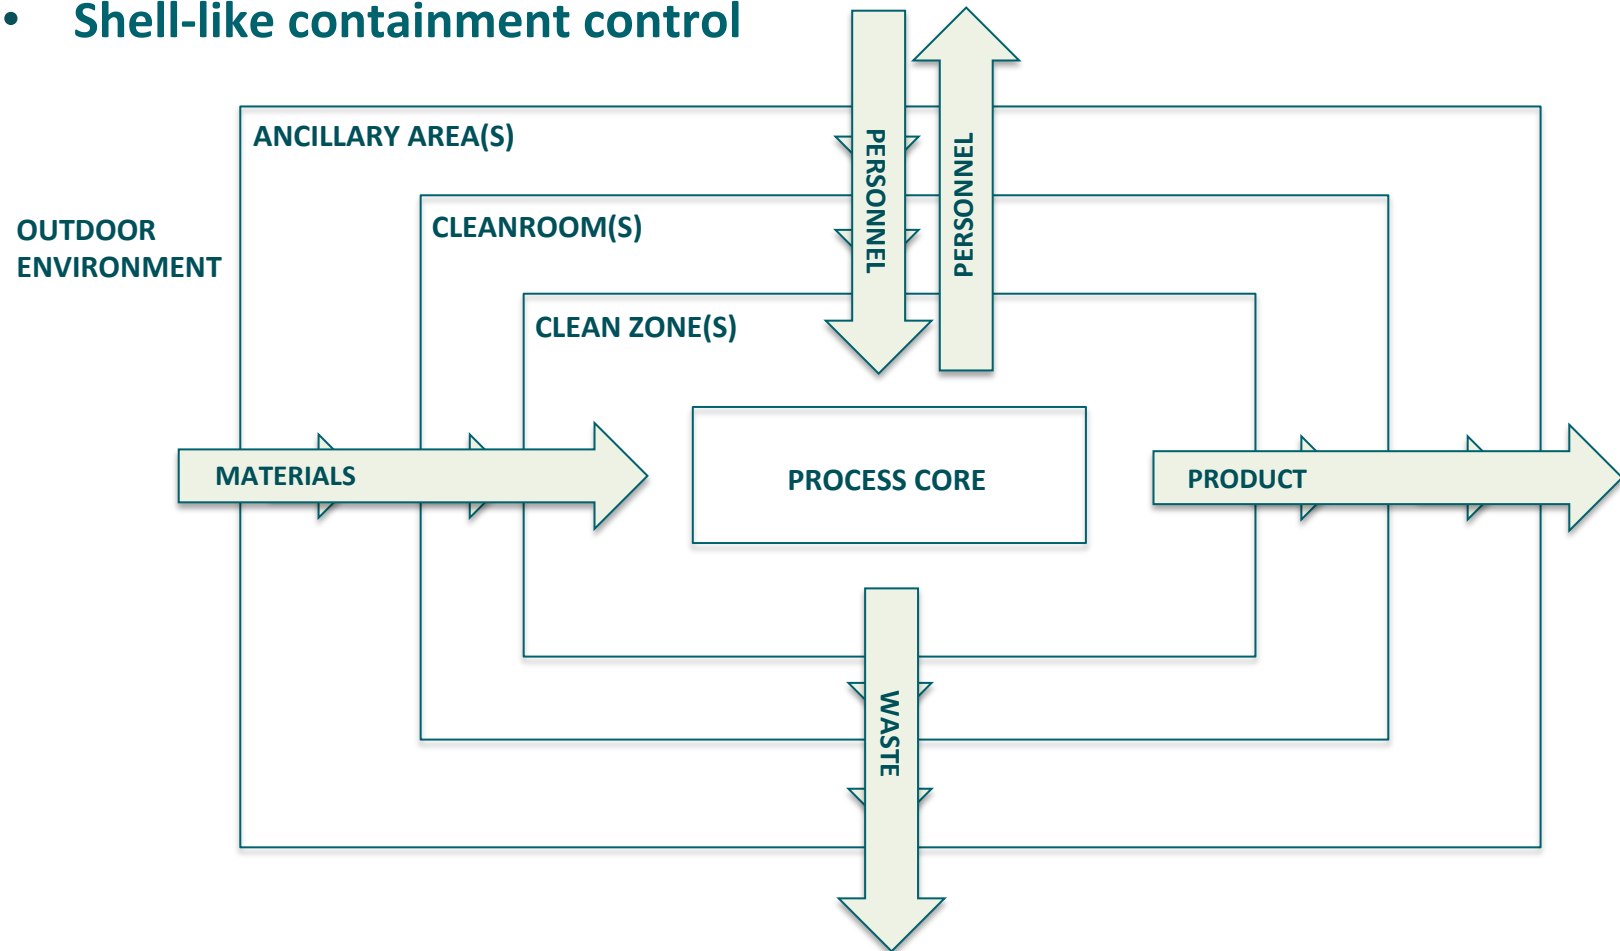 • Shell-like containment control
ANCILLARY AREA(S)
PERSONNEL
PERSONNEL
OUTDOOR
ENVIRONMENT
CLEANROOM(S)
CLEAN ZONE(S)
MATERIALS
PROCESS CORE
PRODUCT
WASTE